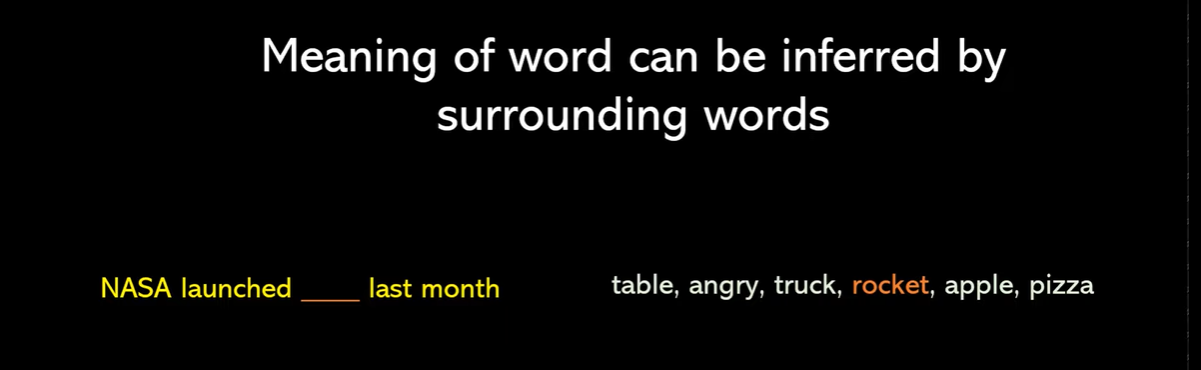 Meaning of word can be inferred by
surrounding words
NASA launched ____ last month
table, angry, truck, rocket, apple, pizza